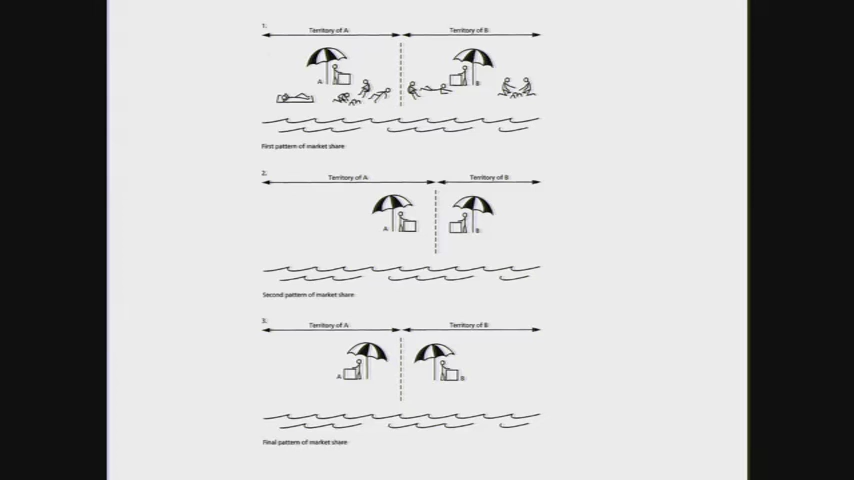 1.
Territory of A Territory of B
A B
First pattern of market share
2.
Territory of A Territory of B
A B
Second pattern of market share
3.
Territory of A Territory of B
A B
Final pattern of market share